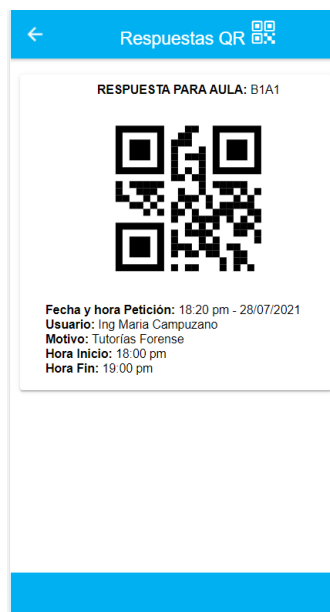 Respuestas QR
RESPUESTA PARA AULA: B1A1
Fecha y hora Petición: 18:20 pm - 28/07/2021
Usuario: Ing Maria Campuzano
Motivo: Tutorías Forense
Hora Inicio: 18:00 pm
Hora Fin: 19:00 pm